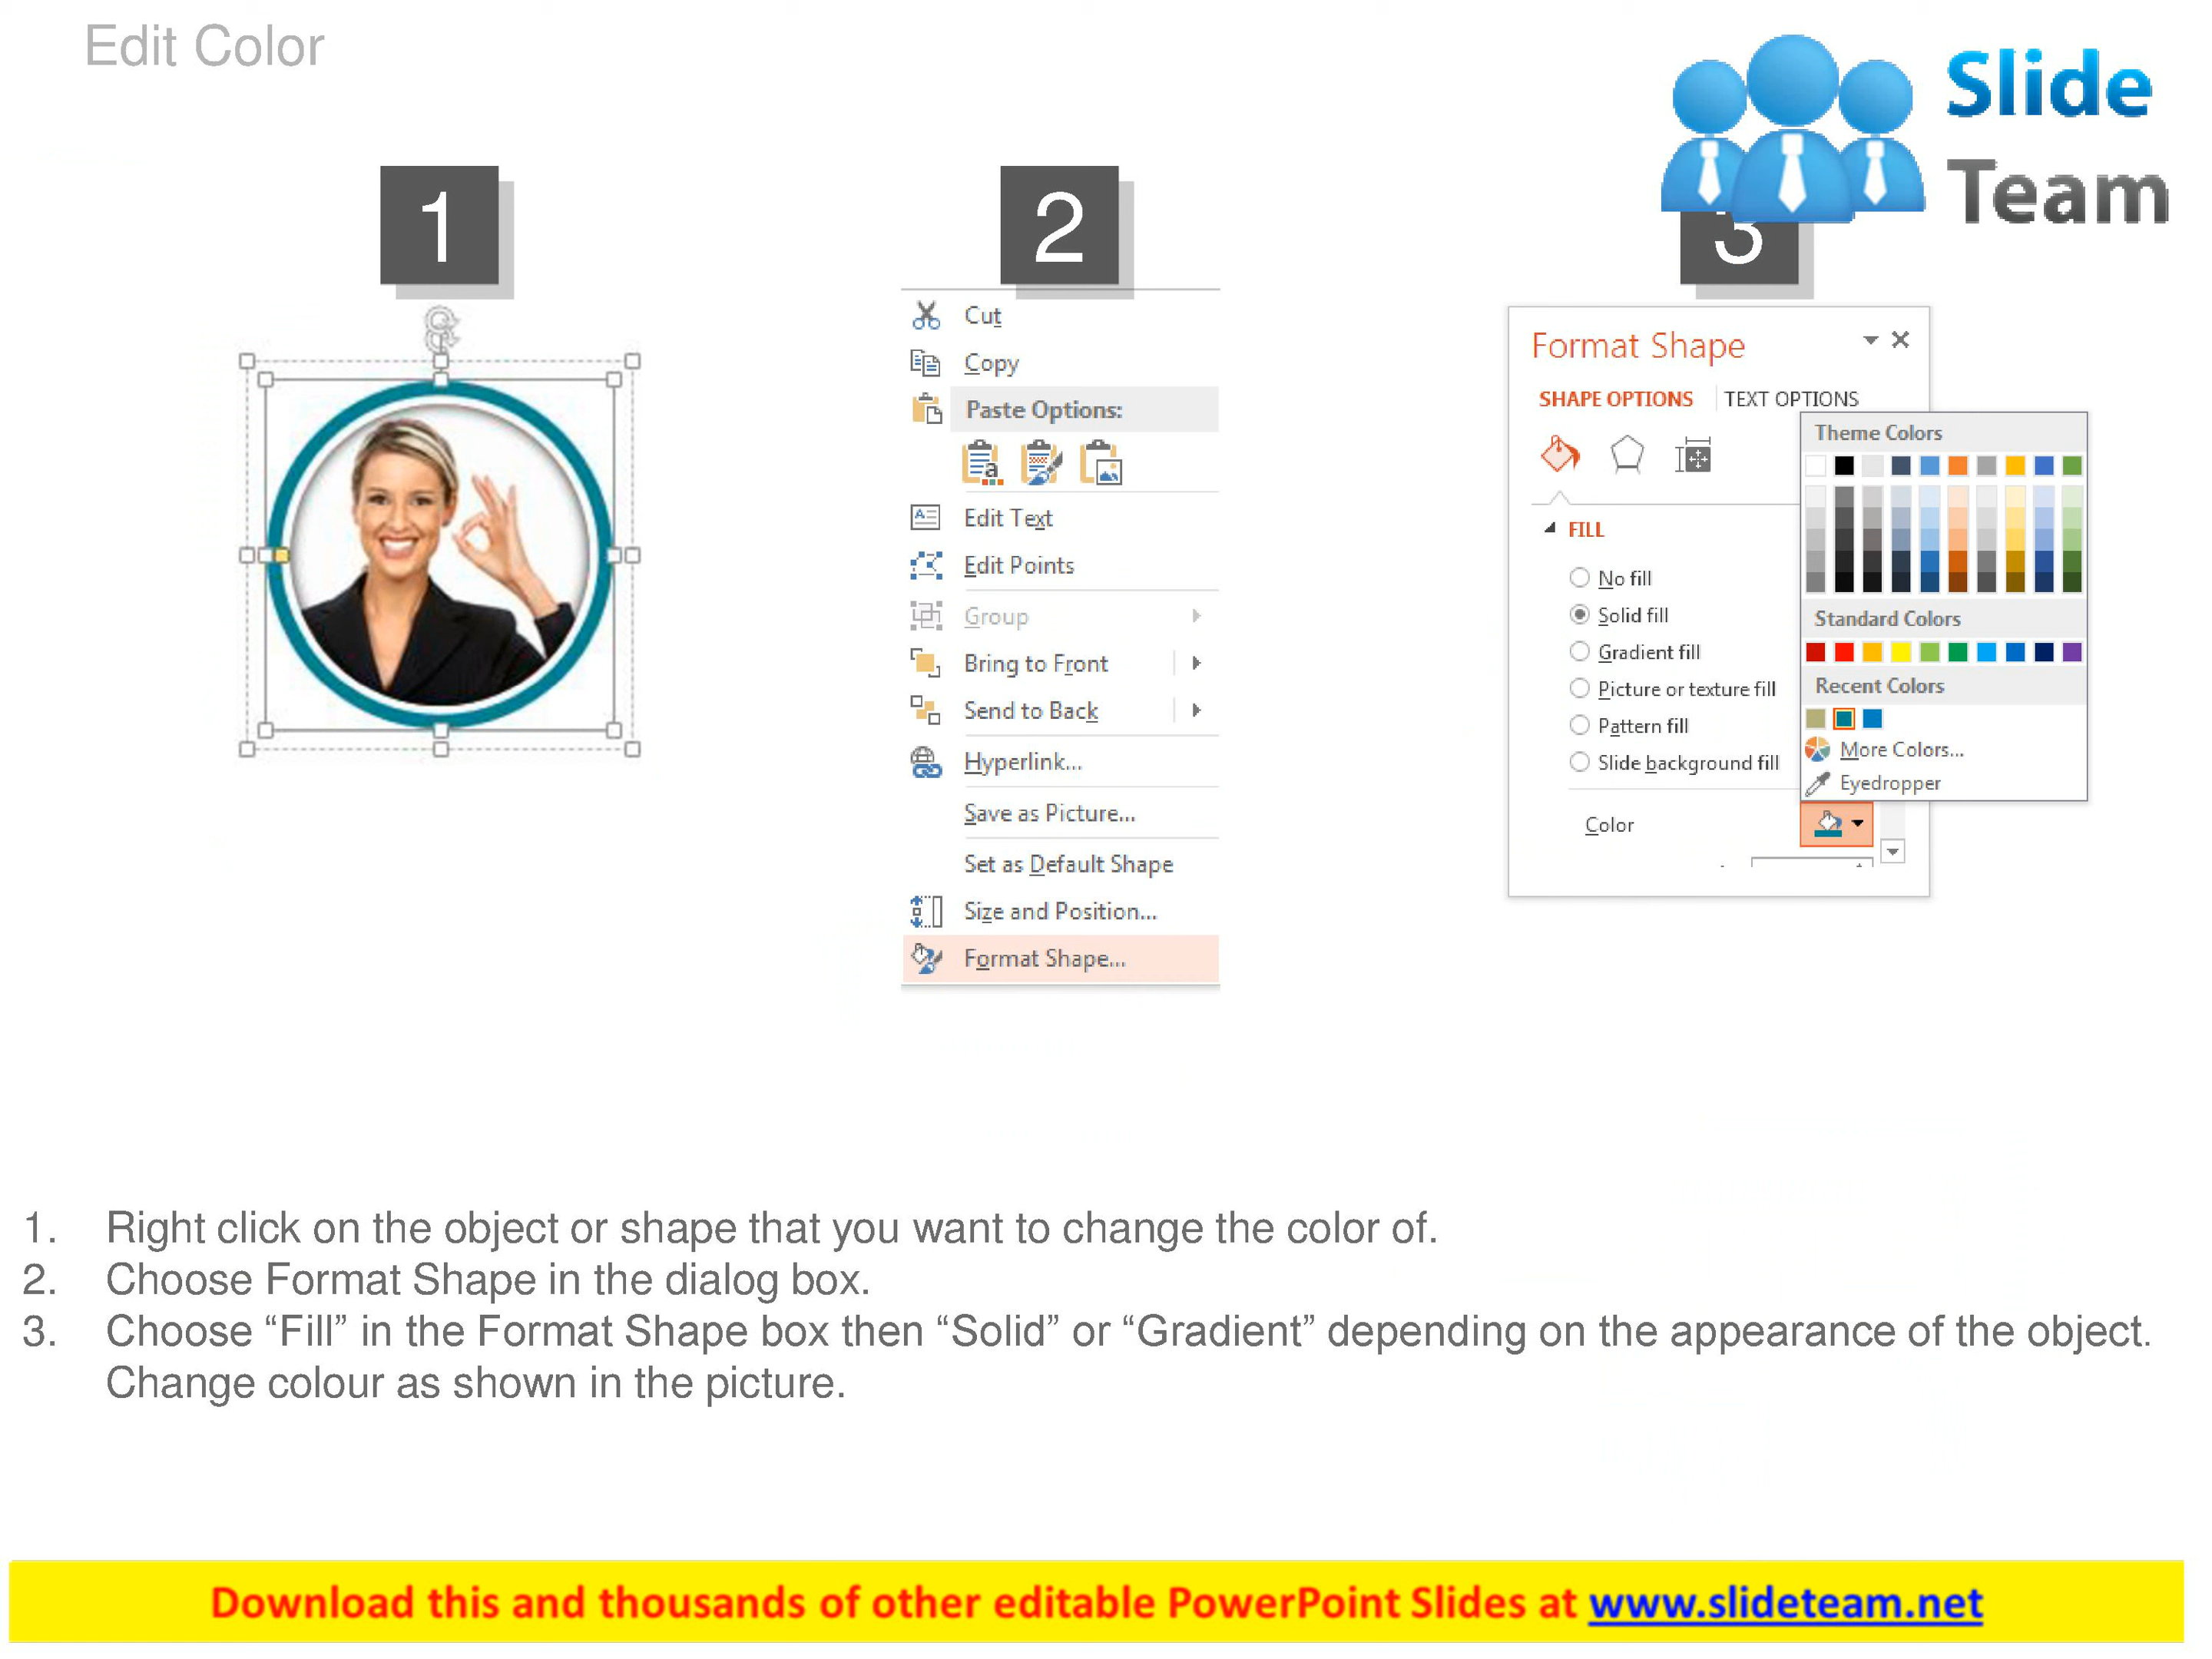 Edit Color
Slide
Team
1
2
3
Cut
Copy
Paste Options:
Edit Text
Edit Points
Group
Bring to Front
Send to Back
Hyperlink...
Save as Picture...
Set as Default Shape
Size and Position...
Format Shape...
Format Shape
SHAPE OPTIONS TEXT OPTIONS
FILL
No fill
Solid fill
Gradient fill
Picture or texture fill
Pattern fill
Slide background fill
Color
Theme Colors
Standard Colors
Recent Colors
More Colors...
Eyedropper
1. Right click on the object or shape that you want to change the color of.
2. Choose Format Shape in the dialog box.
3. Choose “Fill” in the Format Shape box then “Solid” or “Gradient” depending on the appearance of the object.
Change colour as shown in the picture.
Download this and thousands of other editable PowerPoint Slides at www.slideteam.net